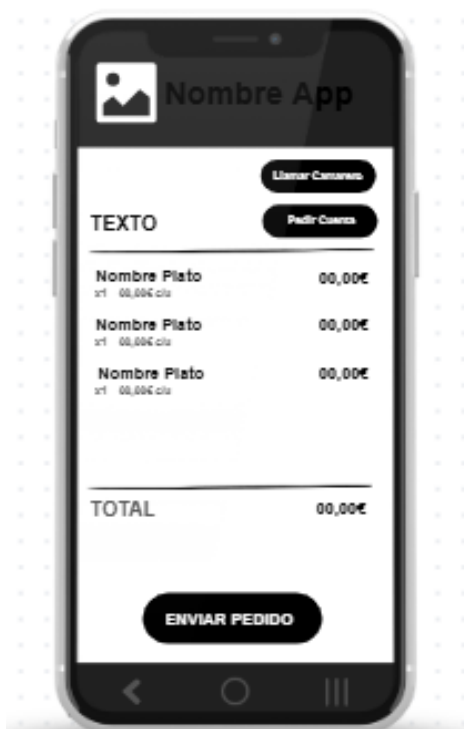 Nombre App
Llamar Camarero
TEXTO
Pedir Cuenta
Nombre Plato 00,00€
x1 00,00€ c/u
Nombre Plato 00,00€
x1 00,00€ c/u
Nombre Plato 00,00€
x1 00,00€ c/u
TOTAL 00,00€
ENVIAR PEDIDO